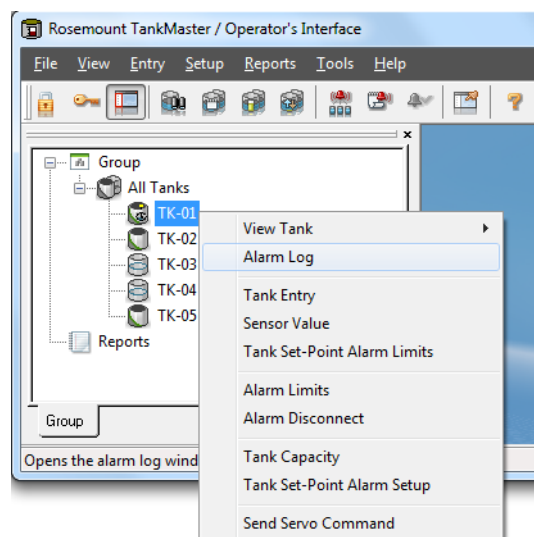 Rosemount TankMaster / Operator's Interface
File View Entry Setup Reports Tools Help
Group
All Tanks
TK-01
TK-02
TK-03
TK-04
TK-05
Reports
Group
Opens the alarm log wind
View Tank
Alarm Log
Tank Entry
Sensor Value
Tank Set-Point Alarm Limits
Alarm Limits
Alarm Disconnect
Tank Capacity
Tank Set-Point Alarm Setup
Send Servo Command